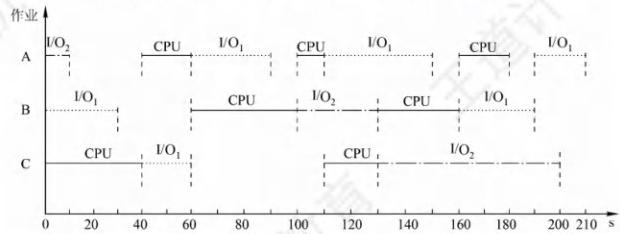 作业
A I/O₂ CPU I/O₁ CPU I/O₁ CPU I/O₁
B I/O₁ CPU I/O₂ CPU I/O₁
C CPU I/O₁ CPU I/O₂
0 20 40 60 80 100 120 140 160 180 200 210 s